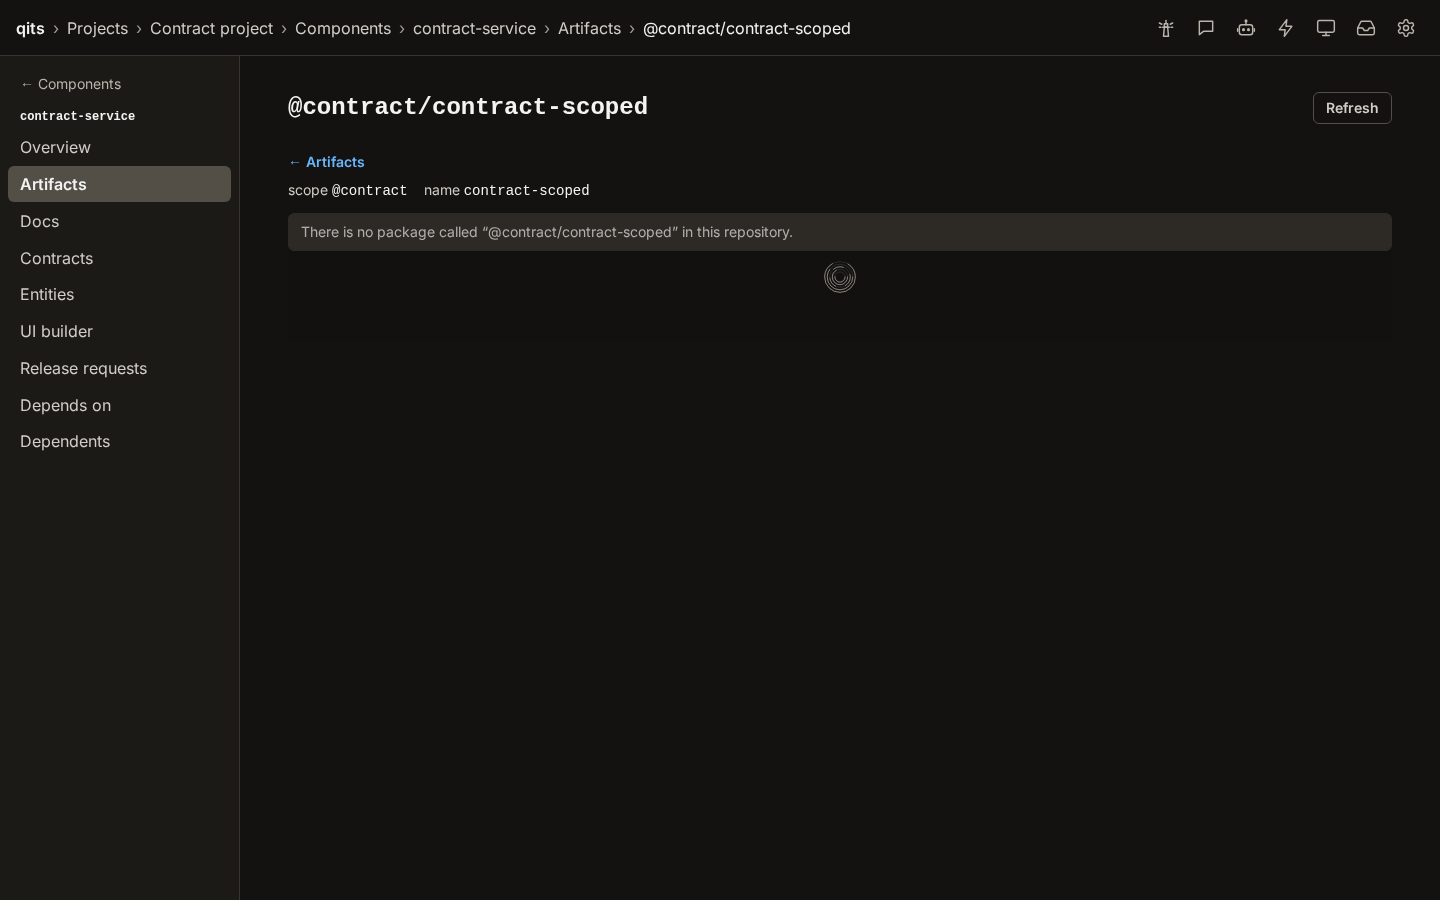 qits › Projects › Contract project › Components › contract-service › Artifacts › @contract/contract-scoped
← Components
contract-service
Overview
Artifacts
Docs
Contracts
Entities
UI builder
Release requests
Depends on
Dependents
@contract/contract-scoped
Refresh
← Artifacts
scope @contract name contract-scoped
There is no package called “@contract/contract-scoped” in this repository.